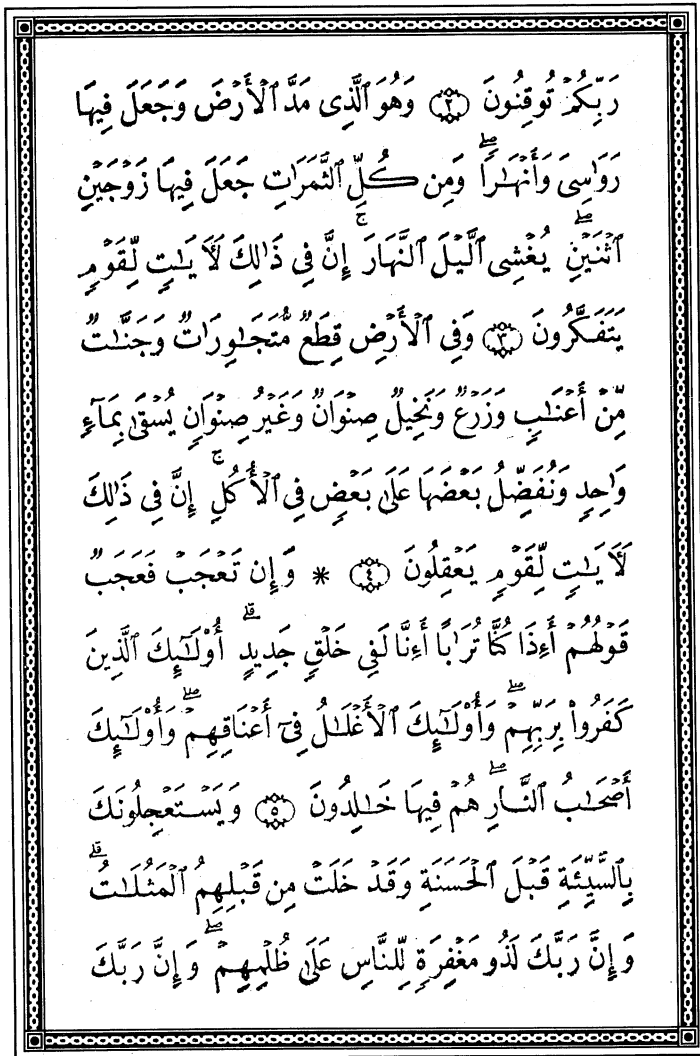 رَبِّكُمْ تُوقِنُونَ ﴿٢﴾ وَهُوَ ٱلَّذِى مَدَّ ٱلْأَرْضَ وَجَعَلَ فِيهَا
رَوَٰسِىَ وَأَنْهَـٰرًاۖ وَمِن كُلِّ ٱلثَّمَرَٰتِ جَعَلَ فِيهَا زَوْجَيْنِ
ٱثْنَيْنِۖ يُغْشِى ٱلَّيْلَ ٱلنَّهَارَۚ إِنَّ فِى ذَٰلِكَ لَـَٔايَـٰتٍ لِّقَوْمٍ
يَتَفَكَّرُونَ ﴿٣﴾ وَفِى ٱلْأَرْضِ قِطَعٌ مُّتَجَـٰوِرَٰتٌ وَجَنَّـٰتٌ
مِّنْ أَعْنَـٰبٍ وَزَرْعٌ وَنَخِيلٌ صِنْوَانٌ وَغَيْرُ صِنْوَانٍ يُسْقَىٰ بِمَآءٍ
وَٰحِدٍ وَنُفَضِّلُ بَعْضَهَا عَلَىٰ بَعْضٍ فِى ٱلْأُكُلِۚ إِنَّ فِى ذَٰلِكَ
لَـَٔايَـٰتٍ لِّقَوْمٍ يَعْقِلُونَ ﴿٤﴾ * وَإِن تَعْجَبْ فَعَجَبٌ
قَوْلُهُمْ أَءِذَا كُنَّا تُرَٰبًا أَءِنَّا لَفِى خَلْقٍ جَدِيدٍۗ أُو۟لَـٰٓئِكَ ٱلَّذِينَ
كَفَرُوا۟ بِرَبِّهِمْۖ وَأُو۟لَـٰٓئِكَ ٱلْأَغْلَـٰلُ فِىٓ أَعْنَاقِهِمْۖ وَأُو۟لَـٰٓئِكَ
أَصْحَـٰبُ ٱلنَّارِۖ هُمْ فِيهَا خَـٰلِدُونَ ﴿٥﴾ وَيَسْتَعْجِلُونَكَ
بِٱلسَّيِّئَةِ قَبْلَ ٱلْحَسَنَةِ وَقَدْ خَلَتْ مِن قَبْلِهِمُ ٱلْمَثُلَـٰتُۗ
وَإِنَّ رَبَّكَ لَذُو مَغْفِرَةٍ لِّلنَّاسِ عَلَىٰ ظُلْمِهِمْۖ وَإِنَّ رَبَّكَ